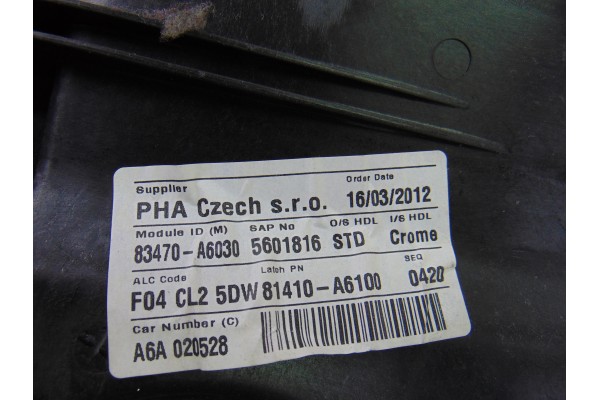 Supplier Order Date
PHA Czech s.r.o. 16/03/2012
Module ID (M) SAP No O/S HDL I/S HDL
83470-A6030 5601816 STD Crome
ALC Code Latch PN SEQ
F04 CL2 5DW 81410-A6100 0420
Car Number (C)
A6A 020528